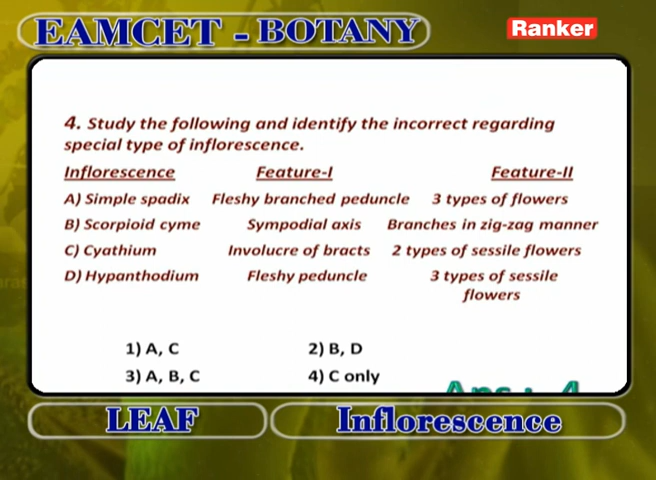 EAMCET - BOTANY
Ranker
4. Study the following and identify the incorrect regarding
special type of inflorescence.
Inflorescence Feature-I Feature-II
A) Simple spadix Fleshy branched peduncle 3 types of flowers
B) Scorpioid cyme Sympodial axis Branches in zig-zag manner
C) Cyathium Involucre of bracts 2 types of sessile flowers
D) Hypanthodium Fleshy peduncle 3 types of sessile
flowers
1) A, C 2) B, D
3) A, B, C 4) C only
Ans : 4
LEAF Inflorescence